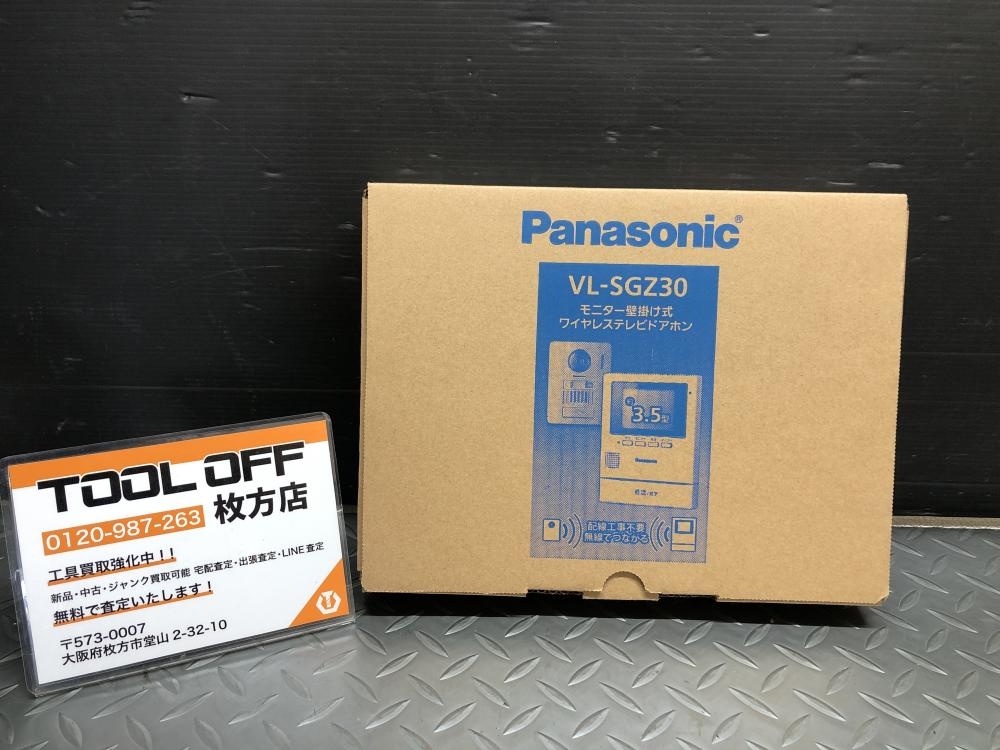 TOOL OFF
0120-987-263 枚方店
工具買取強化中！！
新品・中古・ジャンク買取可能 宅配査定・出張査定・LINE査定
無料で査定いたします！
〒573-0007
大阪府枚方市堂山 2-32-10
Panasonic®
VL-SGZ30
モニター壁掛け式
ワイヤレステレビドアホン
約
3.5型
Panasonic
配線工事不要
無線でつながる